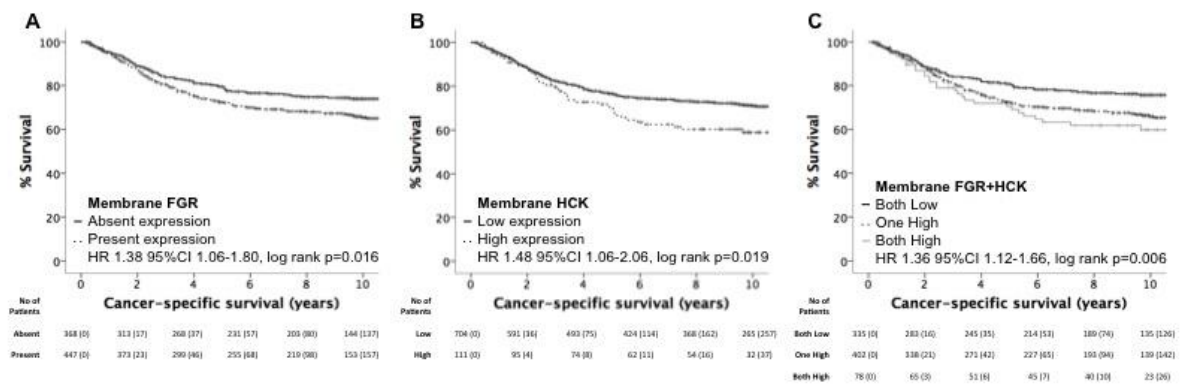 A
100
80
60
40
20
0
% Survival
Membrane FGR
Absent expression
Present expression
HR 1.38 95%CI 1.06-1.80, log rank p=0.016
0 2 4 6 8 10
Cancer-specific survival (years)
No of
Patients
Absent 368 (0) 313 (17) 268 (37) 231 (57) 203 (80) 144 (137)
Present 447 (0) 373 (23) 299 (46) 255 (68) 219 (98) 153 (157)
B
100
80
60
40
20
0
% Survival
Membrane HCK
Low expression
High expression
HR 1.48 95%CI 1.06-2.06, log rank p=0.019
0 2 4 6 8 10
Cancer-specific survival (years)
No of
Patients
Low 704 (0) 591 (36) 493 (75) 424 (114) 368 (162) 265 (257)
High 111 (0) 95 (4) 74 (8) 62 (11) 54 (16) 32 (37)
C
100
80
60
40
20
0
% Survival
Membrane FGR+HCK
Both Low
One High
Both High
HR 1.36 95%CI 1.12-1.66, log rank p=0.006
0 2 4 6 8 10
Cancer-specific survival (years)
No of
Patients
Both Low 335 (0) 283 (16) 245 (35) 214 (53) 189 (74) 135 (126)
One High 402 (0) 338 (21) 271 (42) 227 (65) 193 (94) 139 (142)
Both High 78 (0) 65 (3) 51 (6) 45 (7) 40 (10) 23 (26)